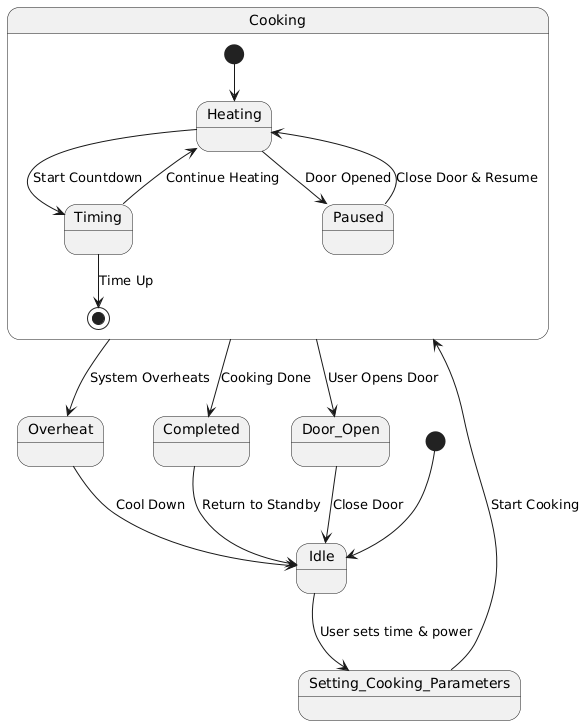 Cooking
Heating
Start Countdown
Continue Heating
Door Opened
Close Door & Resume
Timing
Paused
Time Up
System Overheats
Cooking Done
User Opens Door
Overheat
Completed
Door_Open
Cool Down
Return to Standby
Close Door
Start Cooking
Idle
User sets time & power
Setting_Cooking_Parameters